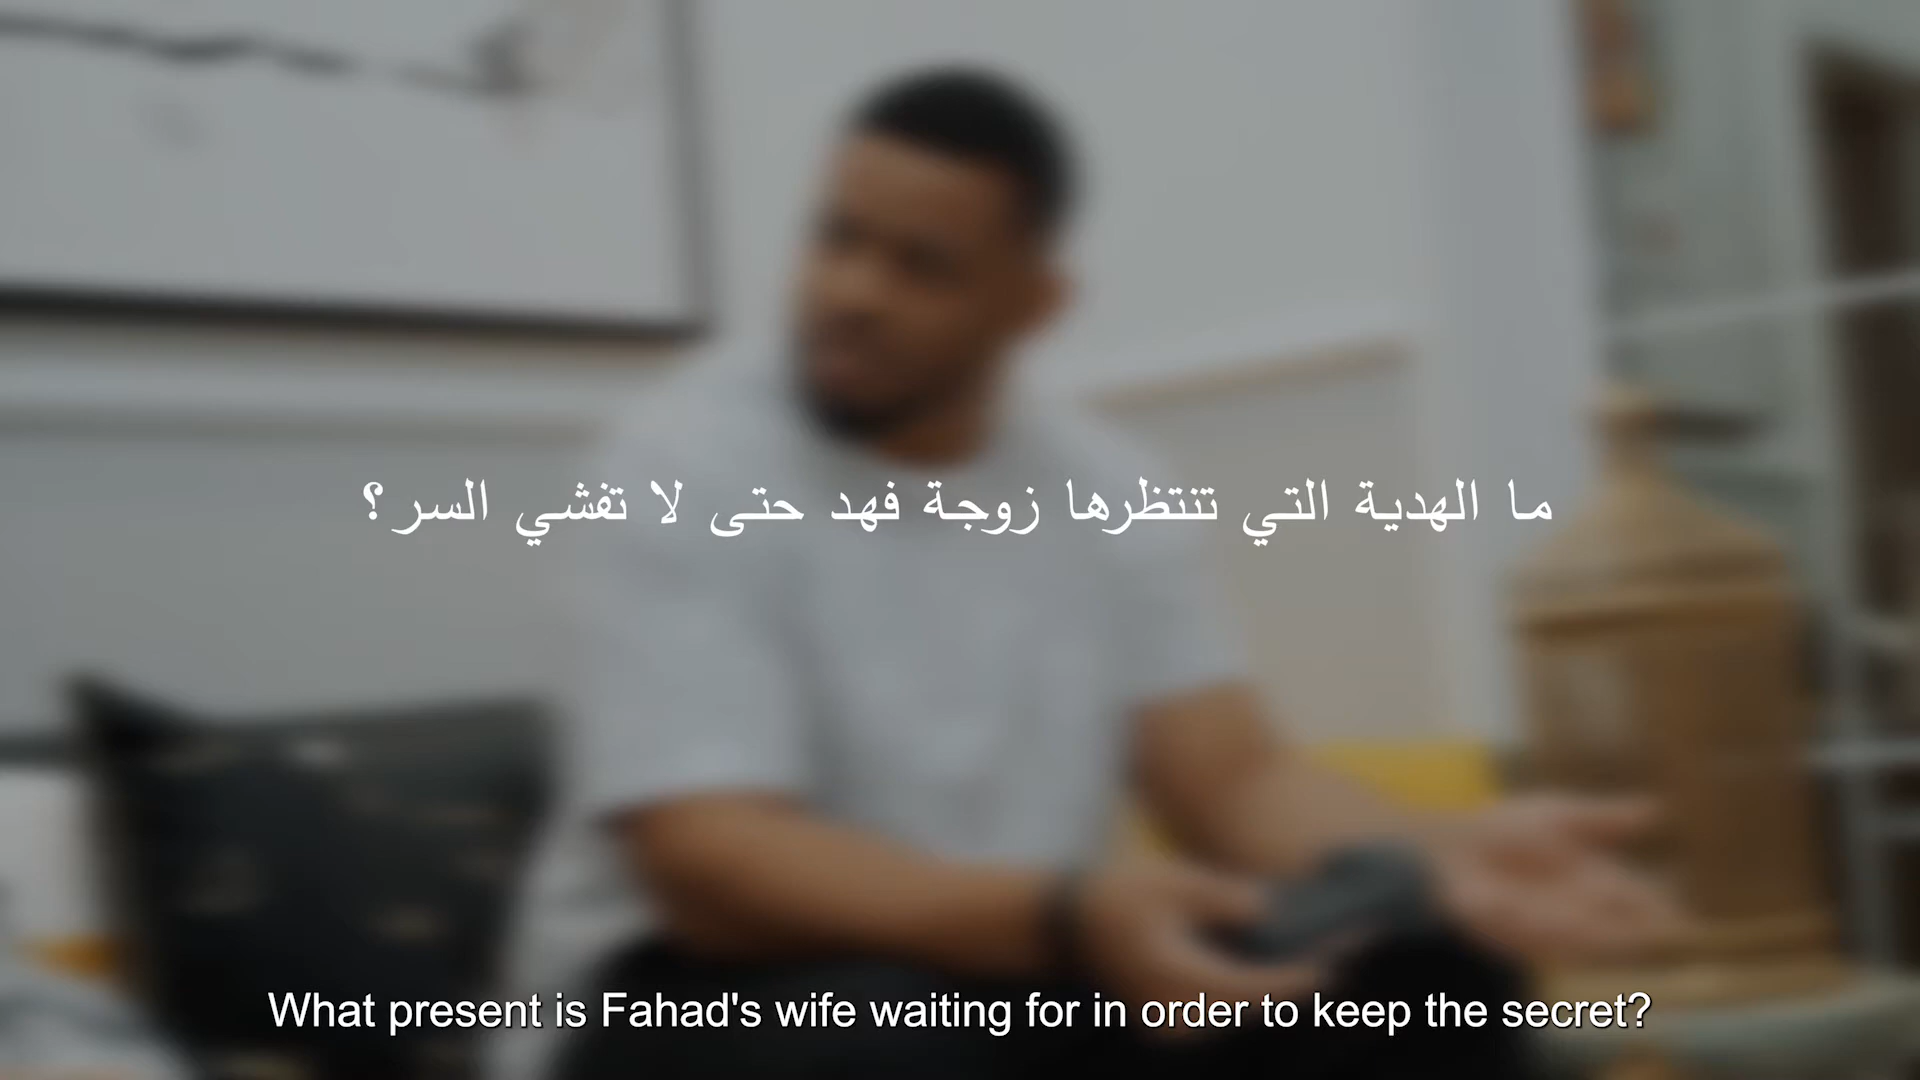 ما الهدية التي تنتظرها زوجة فهد حتى لا تفشي السر؟
What present is Fahad's wife waiting for in order to keep the secret?